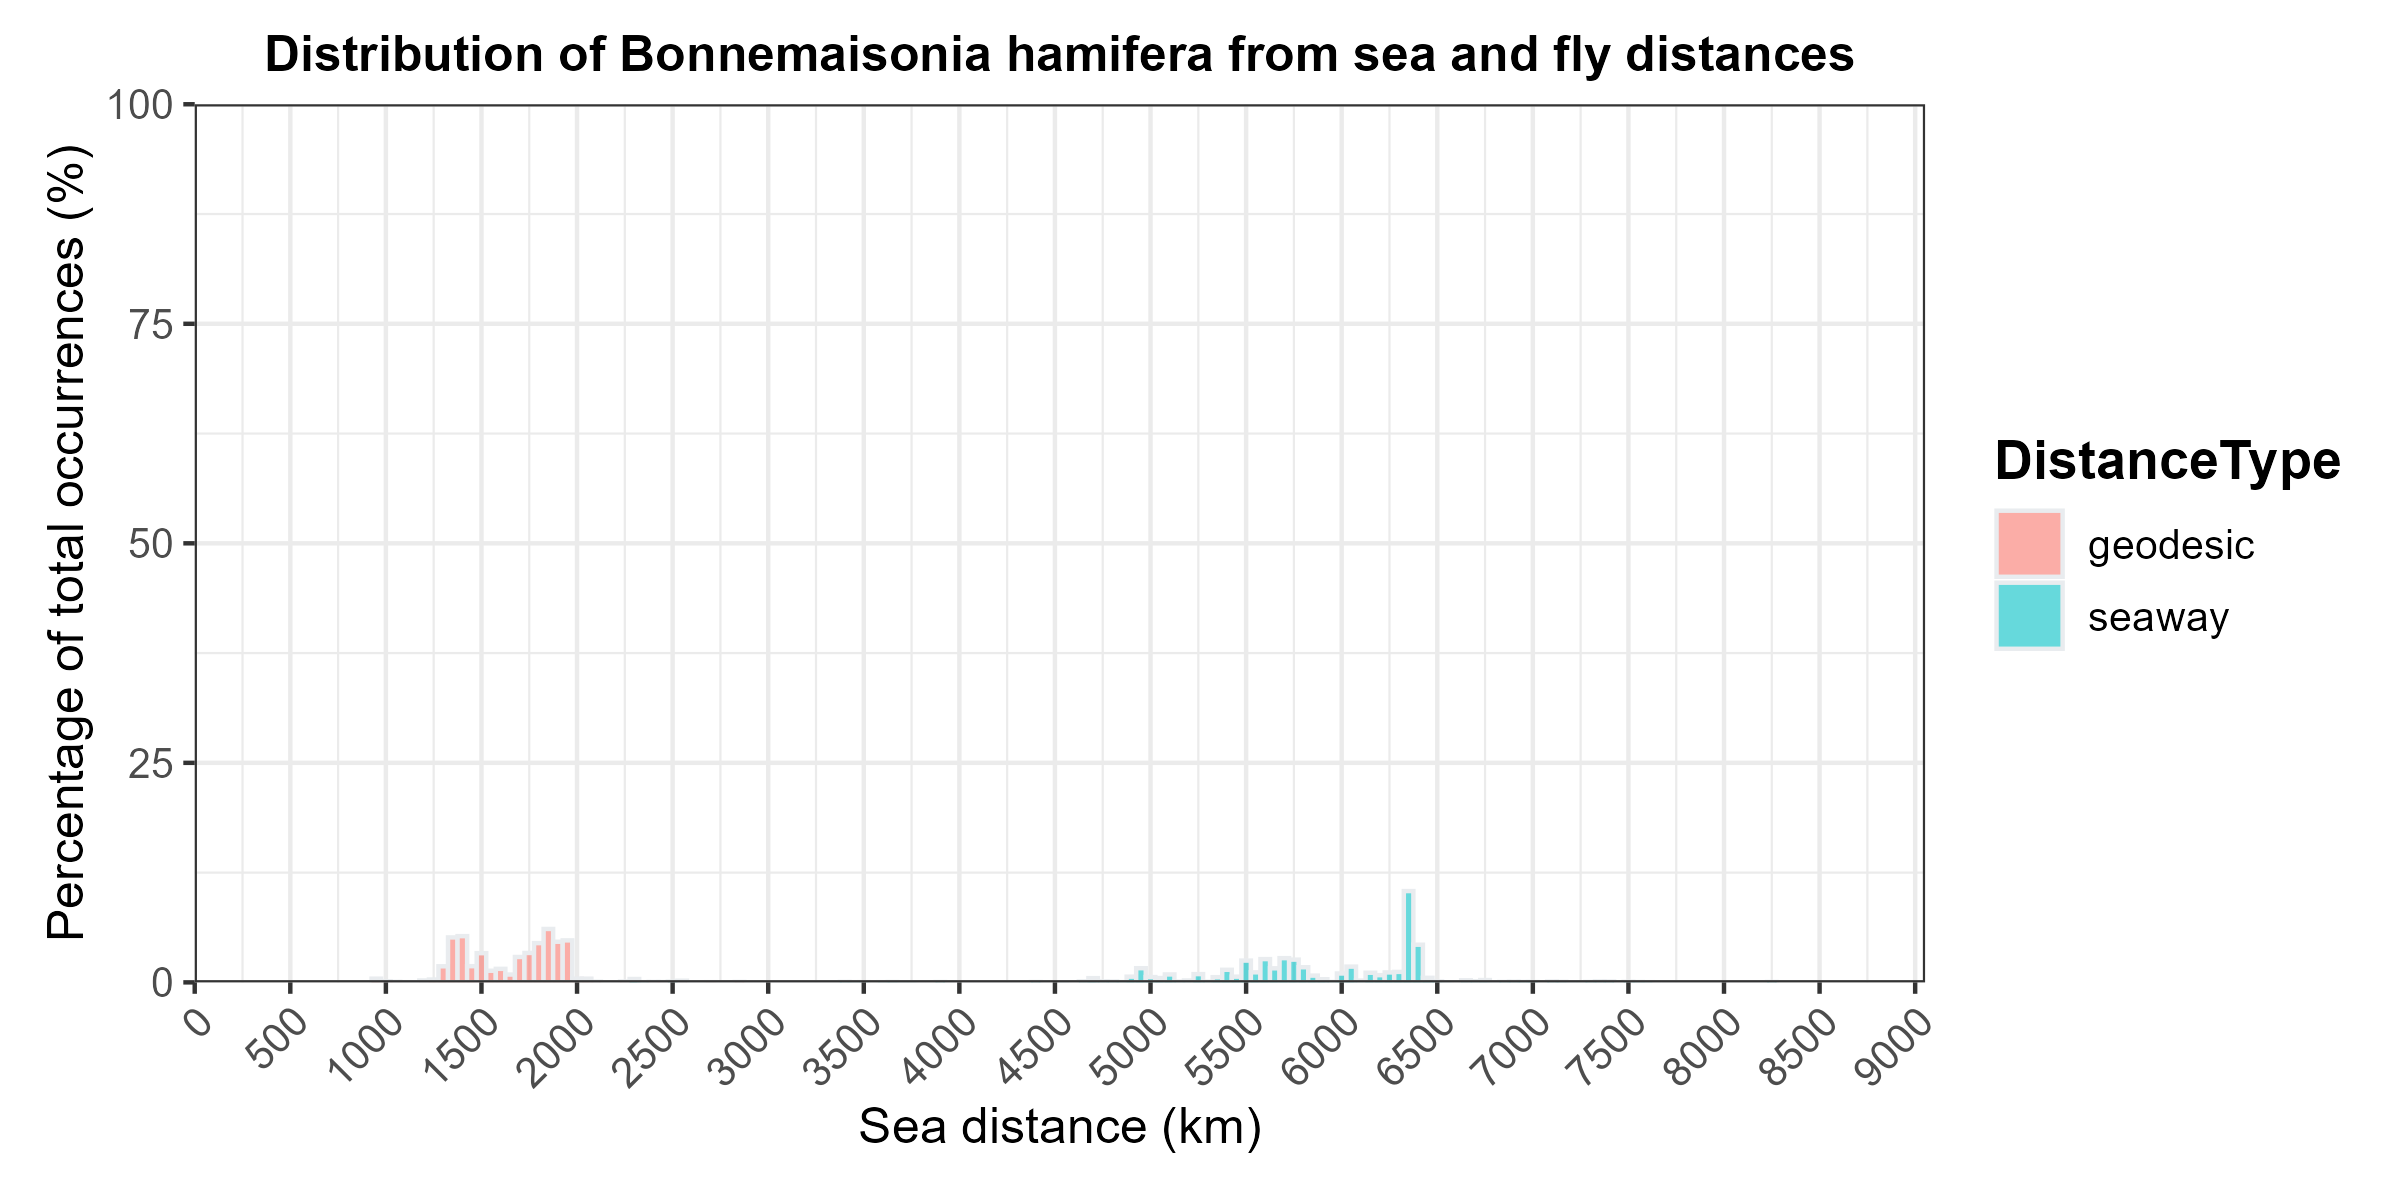 Distribution of Bonnemaisonia hamifera from sea and fly distances
Percentage of total occurrences (%)
100
75
50
25
0
0 500 1000 1500 2000 2500 3000 3500 4000 4500 5000 5500 6000 6500 7000 7500 8000 8500 9000
Sea distance (km)
DistanceType
geodesic
seaway